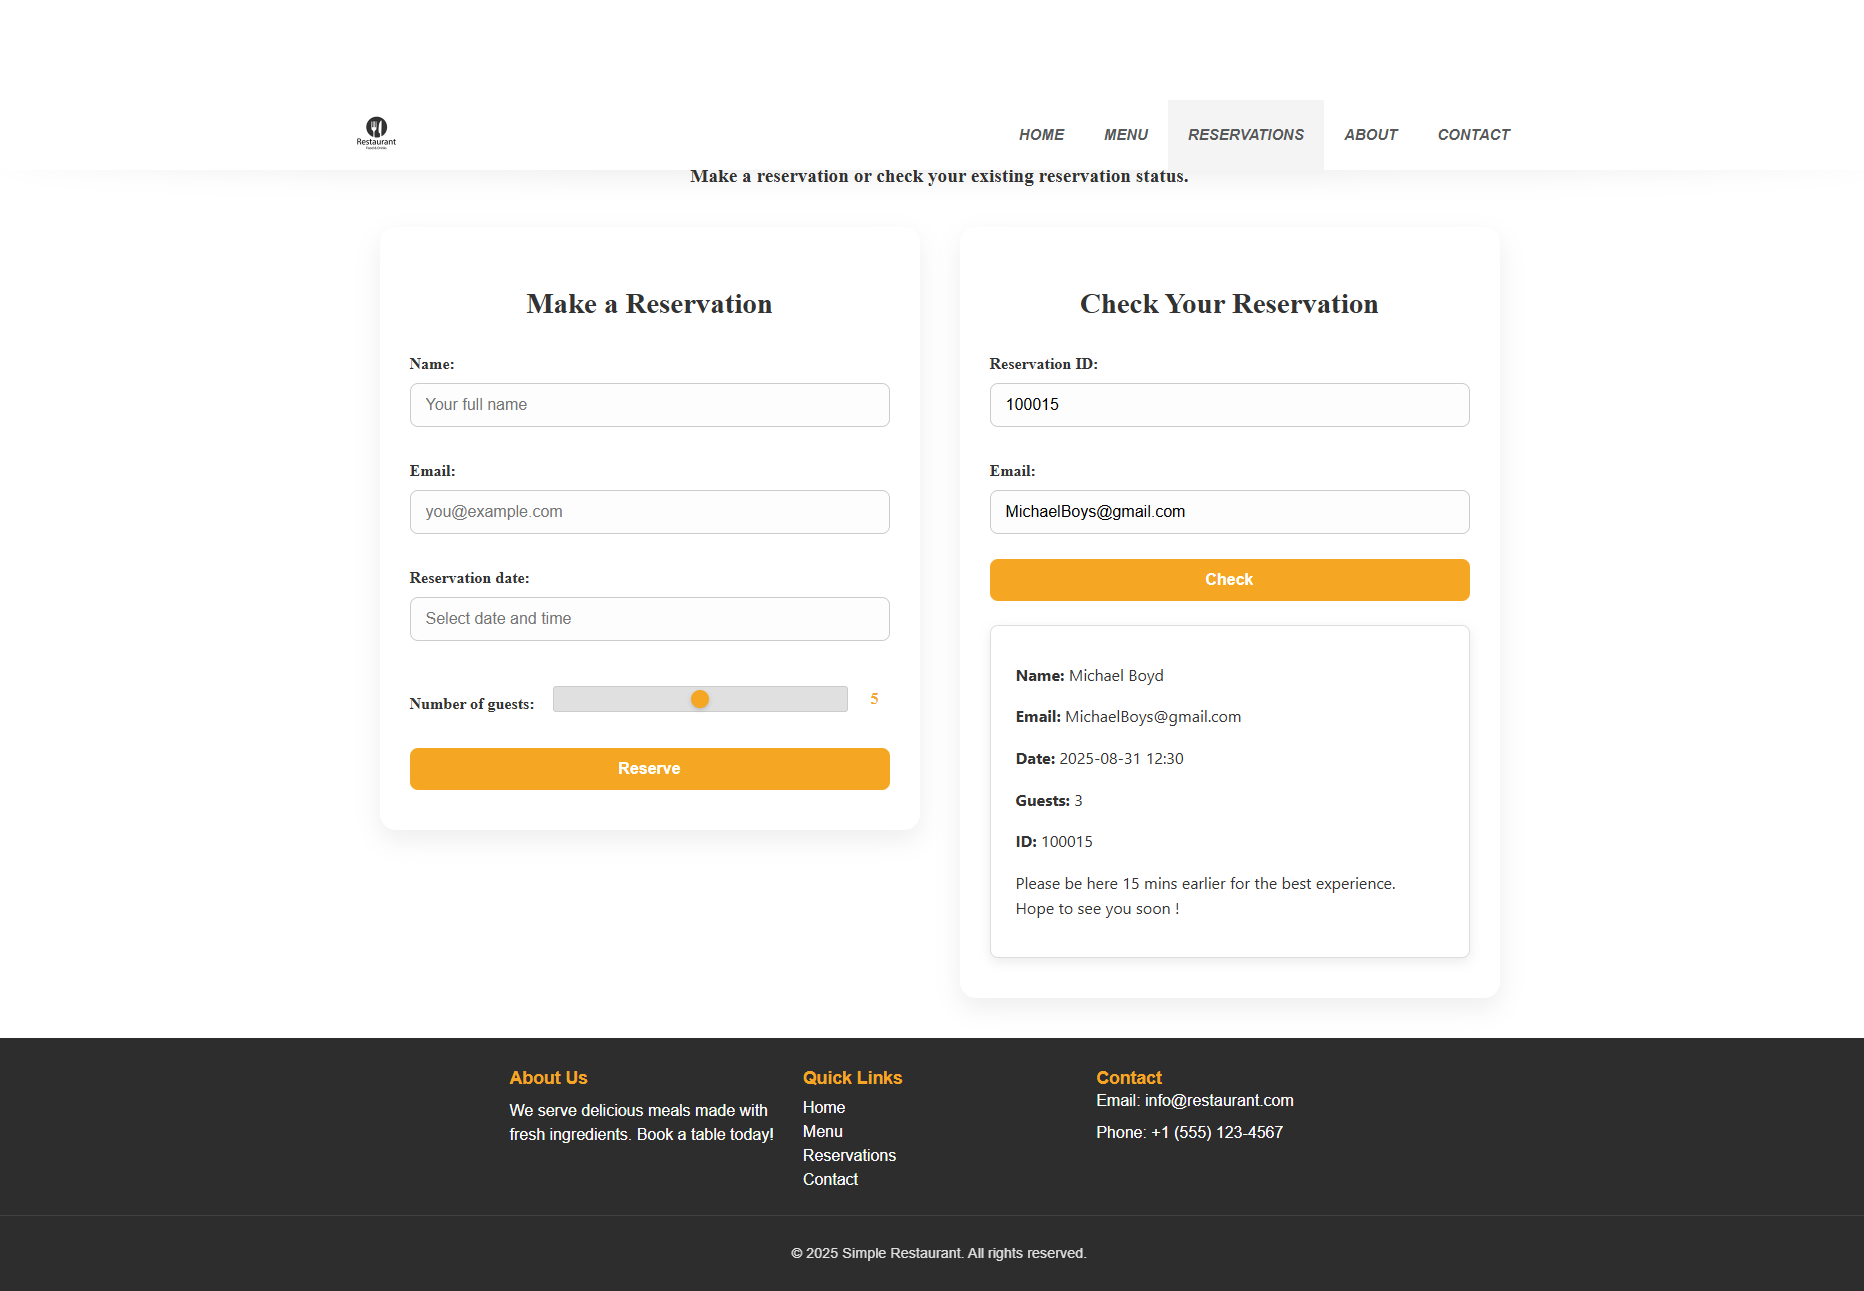 Restaurant
Food & Drinks
HOME
MENU
RESERVATIONS
ABOUT
CONTACT
Make a reservation or check your existing reservation status.
Make a Reservation
Name:
Your full name
Email:
you@example.com
Reservation date:
Select date and time
Number of guests:
5
Reserve
Check Your Reservation
Reservation ID:
100015
Email:
MichaelBoys@gmail.com
Check
Name: Michael Boyd
Email: MichaelBoys@gmail.com
Date: 2025-08-31 12:30
Guests: 3
ID: 100015
Please be here 15 mins earlier for the best experience.
Hope to see you soon !
About Us
We serve delicious meals made with
fresh ingredients. Book a table today!
Quick Links
Home
Menu
Reservations
Contact
Contact
Email: info@restaurant.com
Phone: +1 (555) 123-4567
© 2025 Simple Restaurant. All rights reserved.